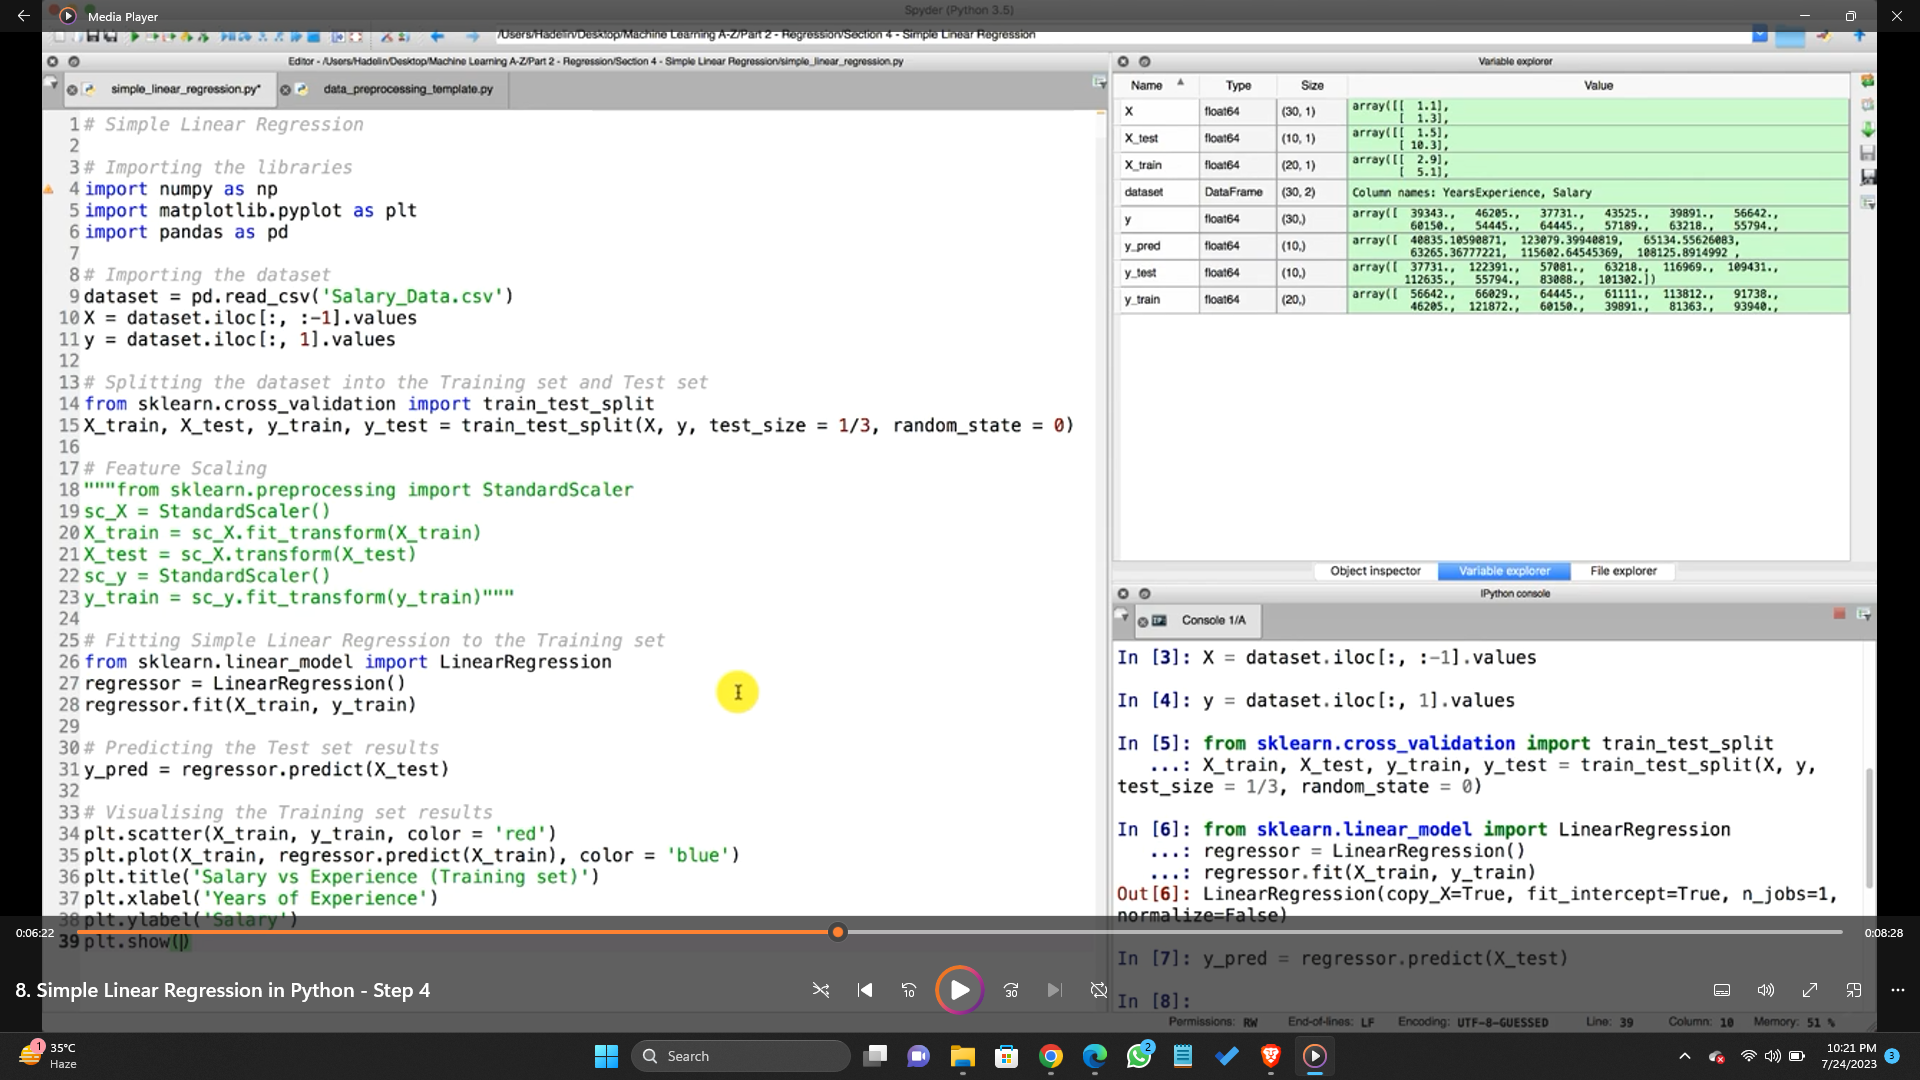 Media Player
Spyder (Python 3.5)
/Users/Hadelin/Desktop/Machine Learning A-Z/Part 2 - Regression/Section 4 - Simple Linear Regression
Editor - /Users/Hadelin/Desktop/Machine Learning A-Z/Part 2 - Regression/Section 4 - Simple Linear Regression/simple_linear_regression.py
simple_linear_regression.py*
data_preprocessing_template.py
1 # Simple Linear Regression
2
3 # Importing the libraries
4 import numpy as np
5 import matplotlib.pyplot as plt
6 import pandas as pd
7
8 # Importing the dataset
9 dataset = pd.read_csv('Salary_Data.csv')
10 X = dataset.iloc[:, :-1].values
11 y = dataset.iloc[:, 1].values
12
13 # Splitting the dataset into the Training set and Test set
14 from sklearn.cross_validation import train_test_split
15 X_train, X_test, y_train, y_test = train_test_split(X, y, test_size = 1/3, random_state = 0)
16
17 # Feature Scaling
18 """from sklearn.preprocessing import StandardScaler
19 sc_X = StandardScaler()
20 X_train = sc_X.fit_transform(X_train)
21 X_test = sc_X.transform(X_test)
22 sc_y = StandardScaler()
23 y_train = sc_y.fit_transform(y_train)"""
24
25 # Fitting Simple Linear Regression to the Training set
26 from sklearn.linear_model import LinearRegression
27 regressor = LinearRegression()
28 regressor.fit(X_train, y_train)
29
30 # Predicting the Test set results
31 y_pred = regressor.predict(X_test)
32
33 # Visualising the Training set results
34 plt.scatter(X_train, y_train, color = 'red')
35 plt.plot(X_train, regressor.predict(X_train), color = 'blue')
36 plt.title('Salary vs Experience (Training set)')
37 plt.xlabel('Years of Experience')
38 plt.ylabel('Salary')
39 plt.show()
Variable explorer
Name Type Size Value
X float64 (30, 1) array([[ 1.1],
[ 1.3],
X_test float64 (10, 1) array([[ 1.5],
[ 10.3],
X_train float64 (20, 1) array([[ 2.9],
[ 5.1],
dataset DataFrame (30, 2) Column names: YearsExperience, Salary
y float64 (30,) array([ 39343., 46205., 37731., 43525., 39891., 56642.,
60150., 54445., 64445., 57189., 63218., 55794.,
y_pred float64 (10,) array([ 40835.10590871, 123079.39940819, 65134.55626083,
63265.36777221, 115602.64545369, 108125.8914992 ,
y_test float64 (10,) array([ 37731., 122391., 57081., 63218., 116969., 109431.,
112635., 55794., 83088., 101302.])
y_train float64 (20,) array([ 56642., 66029., 64445., 61111., 113812., 91738.,
46205., 121872., 60150., 39891., 81363., 93940.,
Object inspector Variable explorer File explorer
IPython console
Console 1/A
In [3]: X = dataset.iloc[:, :-1].values
In [4]: y = dataset.iloc[:, 1].values
In [5]: from sklearn.cross_validation import train_test_split
...: X_train, X_test, y_train, y_test = train_test_split(X, y,
test_size = 1/3, random_state = 0)
In [6]: from sklearn.linear_model import LinearRegression
...: regressor = LinearRegression()
...: regressor.fit(X_train, y_train)
Out[6]: LinearRegression(copy_X=True, fit_intercept=True, n_jobs=1,
normalize=False)
In [7]: y_pred = regressor.predict(X_test)
In [8]:
Permissions: RW End-of-lines: LF Encoding: UTF-8-GUESSED Line: 39 Column: 10 Memory: 51 %
0:06:22
0:08:28
8. Simple Linear Regression in Python - Step 4
10
30
1
35°C
Haze
Search
2
10:21 PM
7/24/2023
3